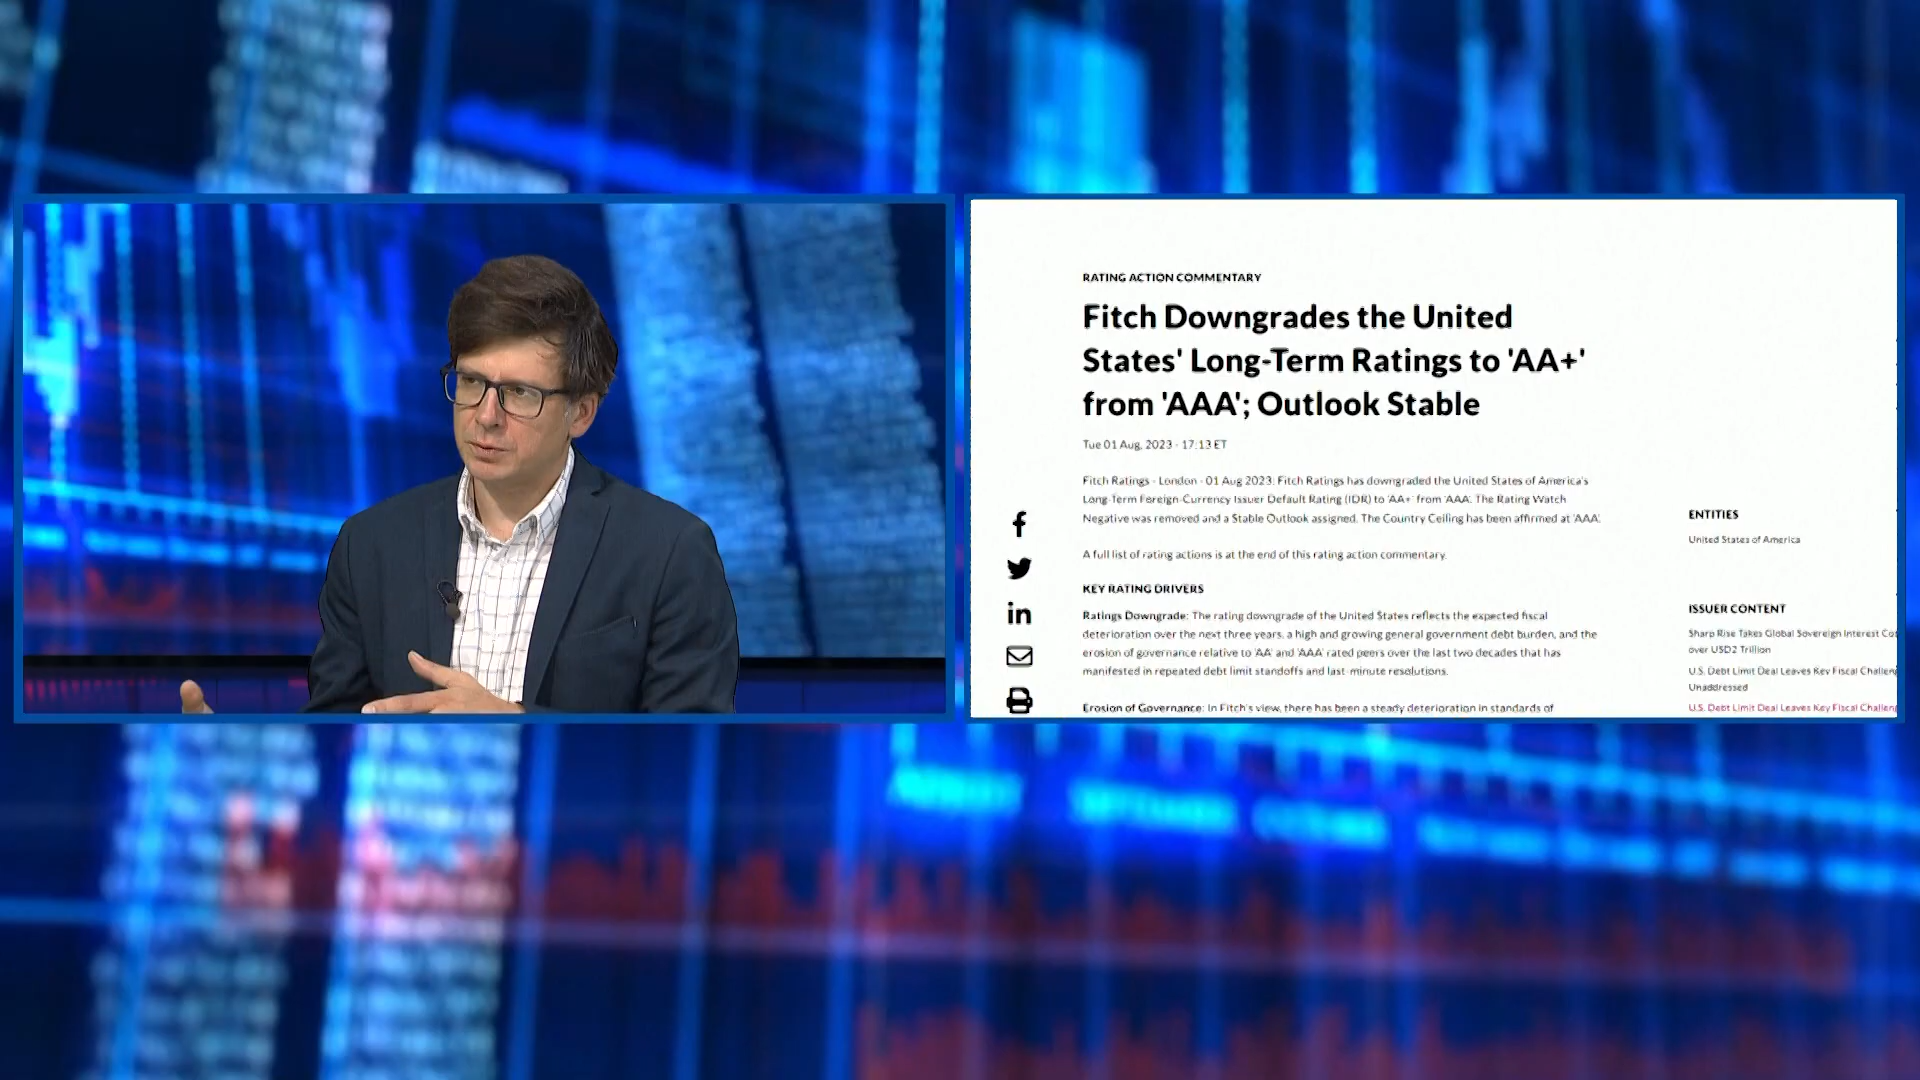 RATING ACTION COMMENTARY
Fitch Downgrades the United
States' Long-Term Ratings to 'AA+'
from 'AAA'; Outlook Stable
Tue 01 Aug, 2023 - 17:13 ET
Fitch Ratings - London - 01 Aug 2023: Fitch Ratings has downgraded the United States of America's
Long-Term Foreign-Currency Issuer Default Rating (IDR) to 'AA+' from 'AAA'. The Rating Watch
Negative was removed and a Stable Outlook assigned. The Country Ceiling has been affirmed at 'AAA'.
A full list of rating actions is at the end of this rating action commentary.
KEY RATING DRIVERS
Ratings Downgrade: The rating downgrade of the United States reflects the expected fiscal
deterioration over the next three years, a high and growing general government debt burden, and the
erosion of governance relative to 'AA' and 'AAA' rated peers over the last two decades that has
manifested in repeated debt limit standoffs and last-minute resolutions.
Erosion of Governance: In Fitch's view, there has been a steady deterioration in standards of
ENTITIES
United States of America
ISSUER CONTENT
Sharp Rise Takes Global Sovereign Interest Co
over USD2 Trillion
U.S. Debt Limit Deal Leaves Key Fiscal Challen
Unaddressed
U.S. Debt Limit Deal Leaves Key Fiscal Challen